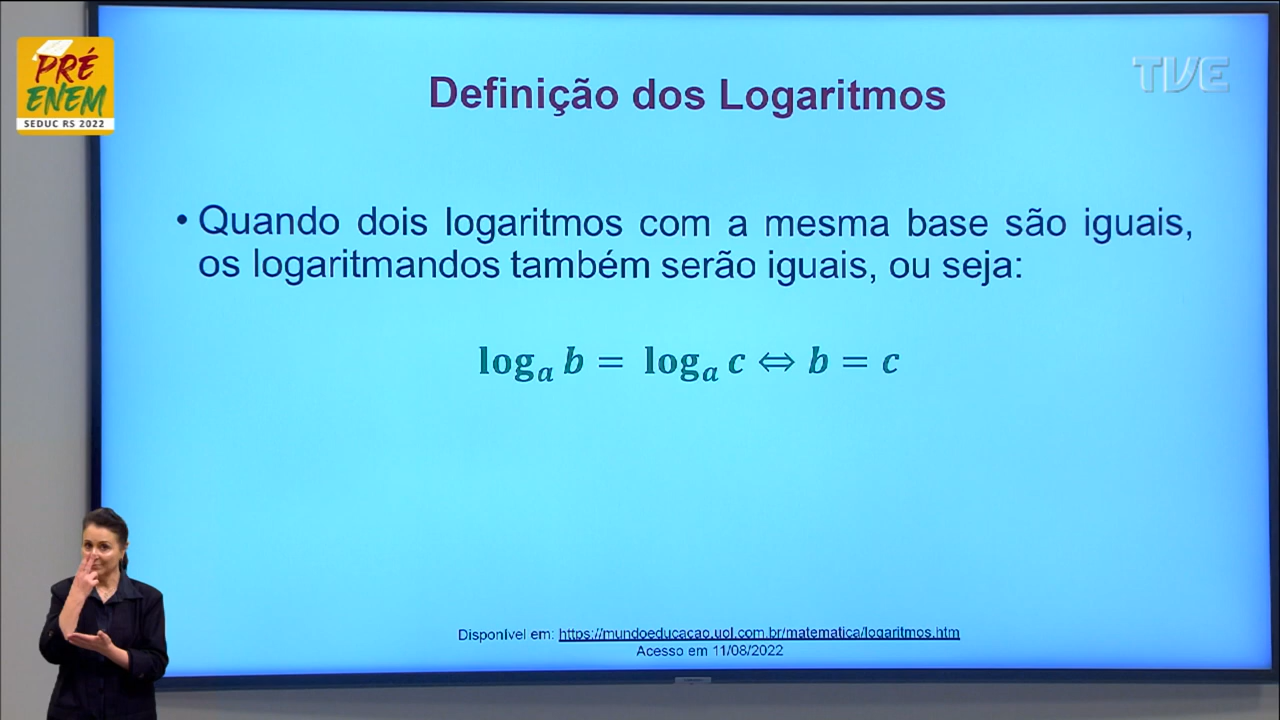 PRÉ
ENEM
SEDUC RS 2022
TVE
Definição dos Logaritmos
• Quando dois logaritmos com a mesma base são iguais,
os logaritmandos também serão iguais, ou seja:
logₐ b = logₐ c ⇔ b = c
Disponível em: https://mundoeducacao.uol.com.br/matematica/logaritmos.htm
Acesso em 11/08/2022